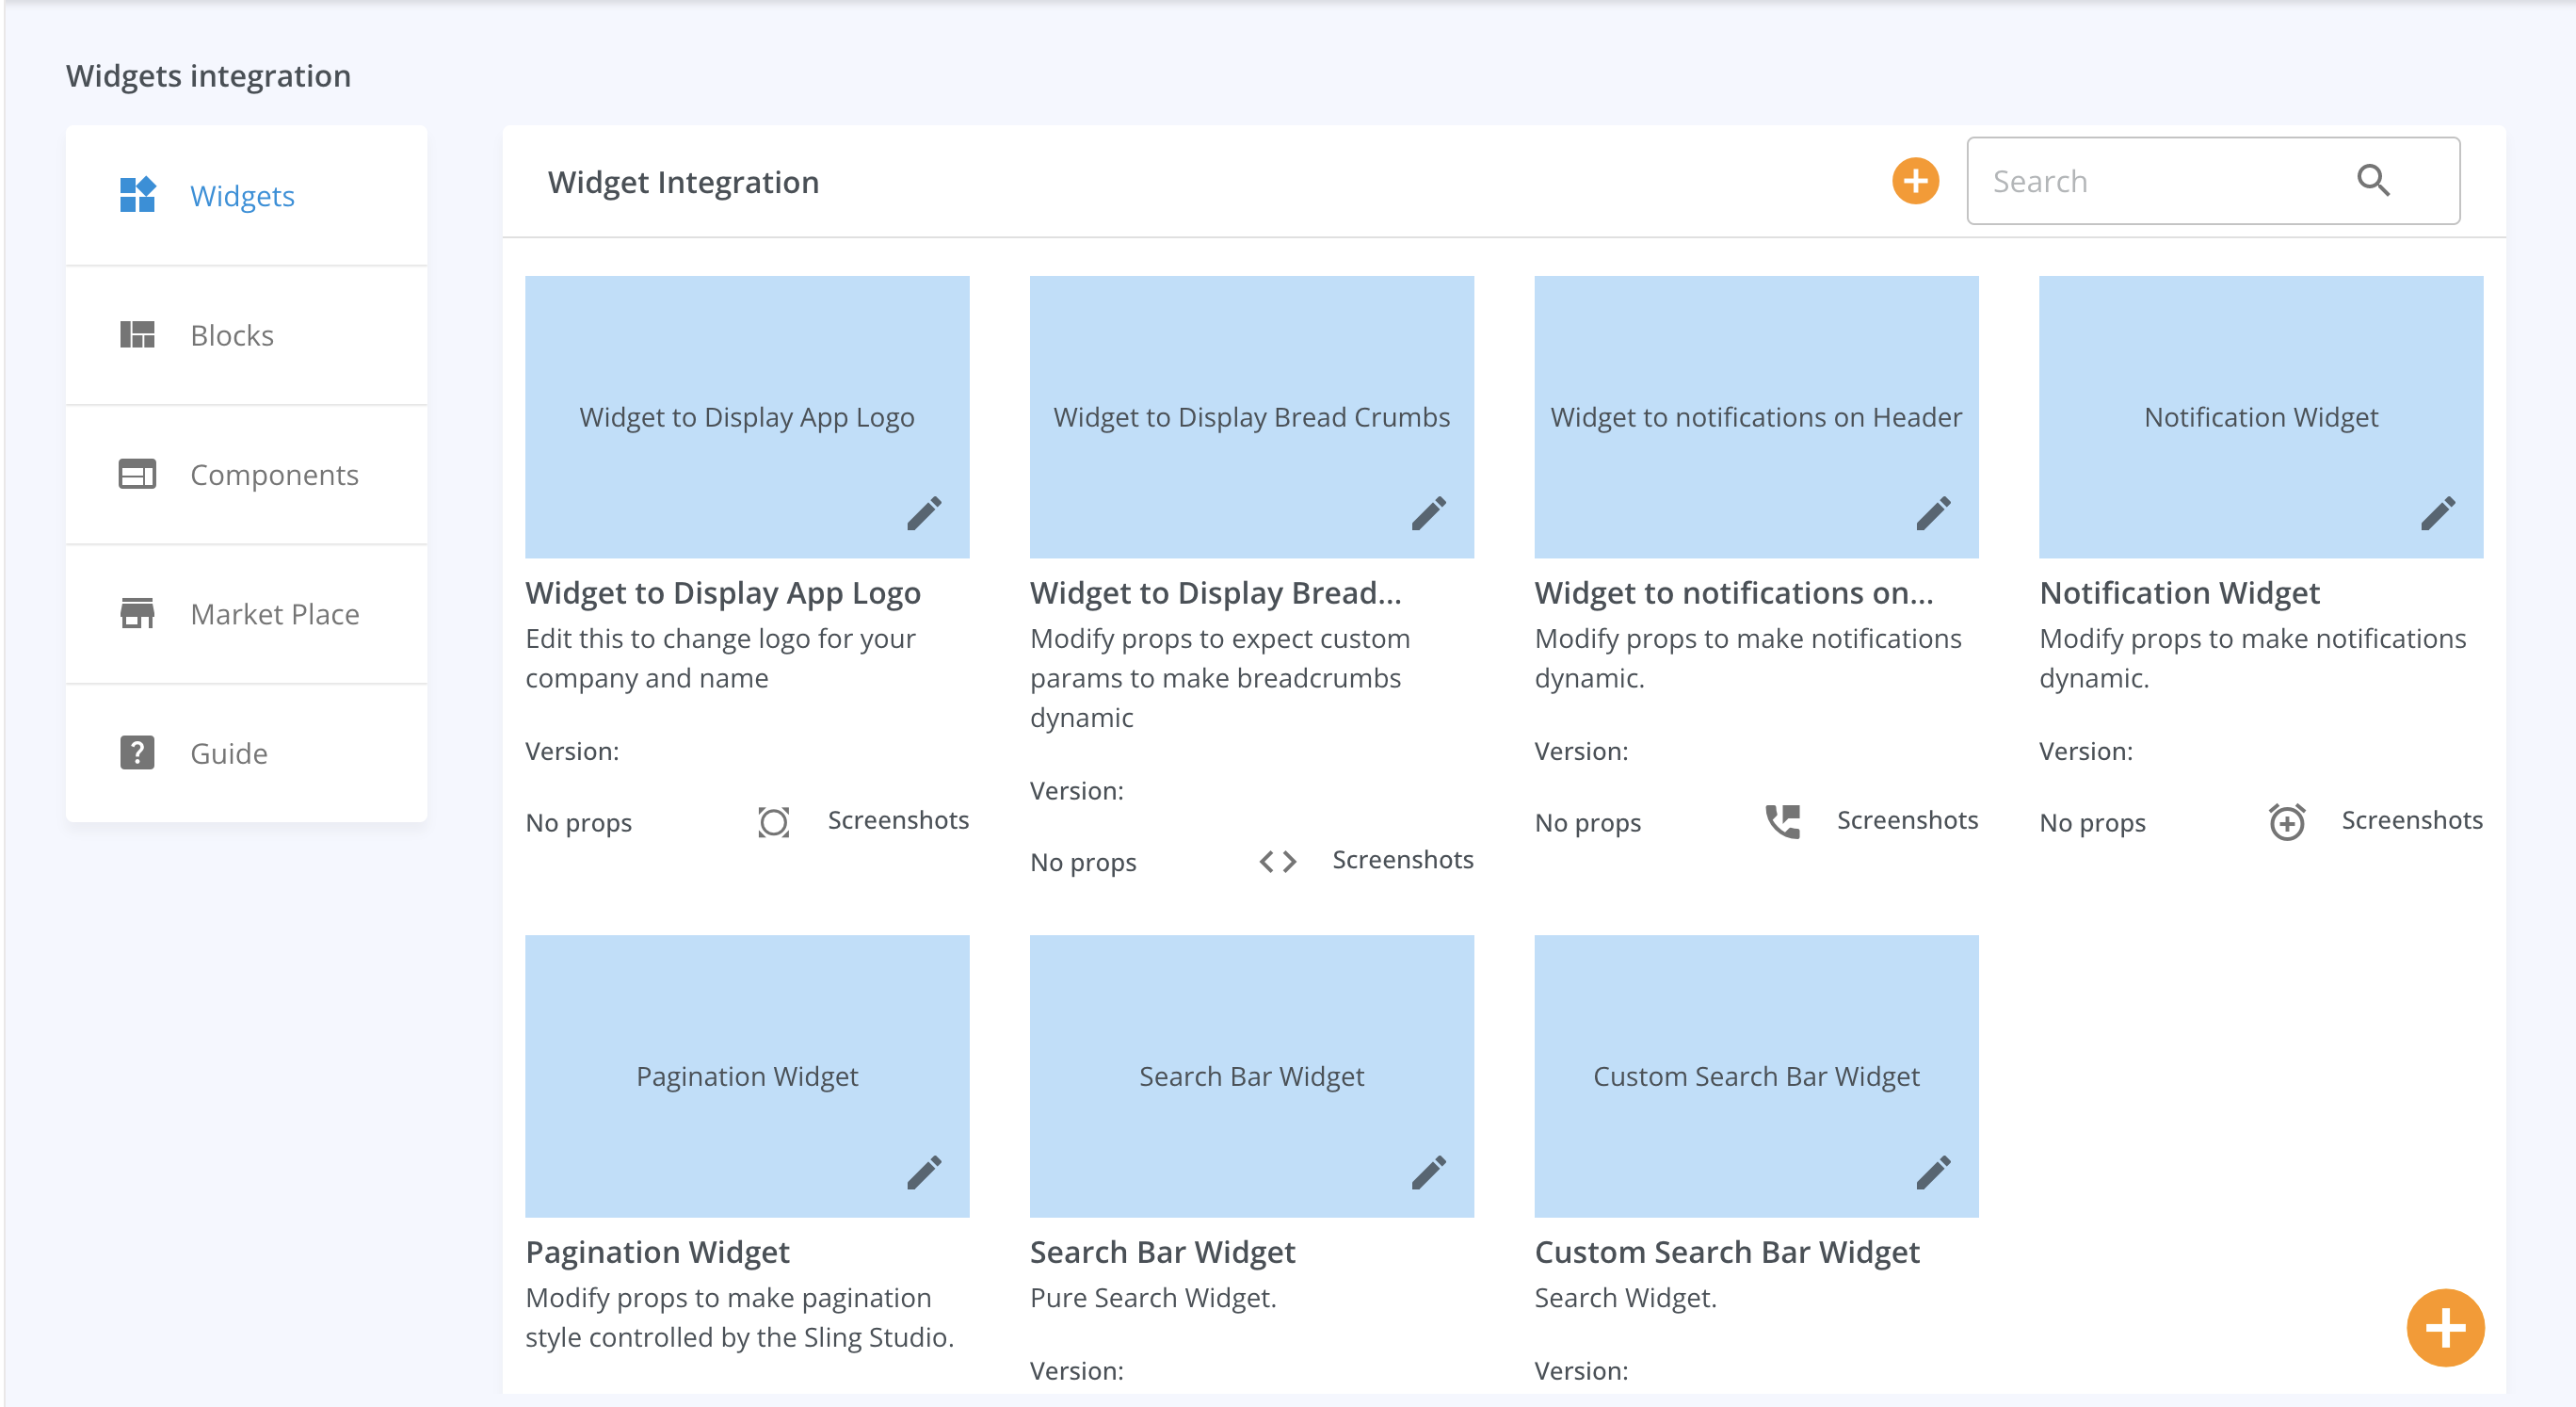 Widgets integration
Widgets
Blocks
Components
Market Place
Guide
Widget Integration
Search
Widget to Display App Logo
Widget to Display App Logo
Edit this to change logo for your
company and name
Version:
No props
Screenshots
Widget to Display Bread Crumbs
Widget to Display Bread...
Modify props to expect custom
params to make breadcrumbs
dynamic
Version:
No props
Screenshots
Widget to notifications on Header
Widget to notifications on...
Modify props to make notifications
dynamic.
Version:
No props
Screenshots
Notification Widget
Notification Widget
Modify props to make notifications
dynamic.
Version:
No props
Screenshots
Pagination Widget
Pagination Widget
Modify props to make pagination
style controlled by the Sling Studio.
Search Bar Widget
Search Bar Widget
Pure Search Widget.
Version:
Custom Search Bar Widget
Custom Search Bar Widget
Search Widget.
Version: